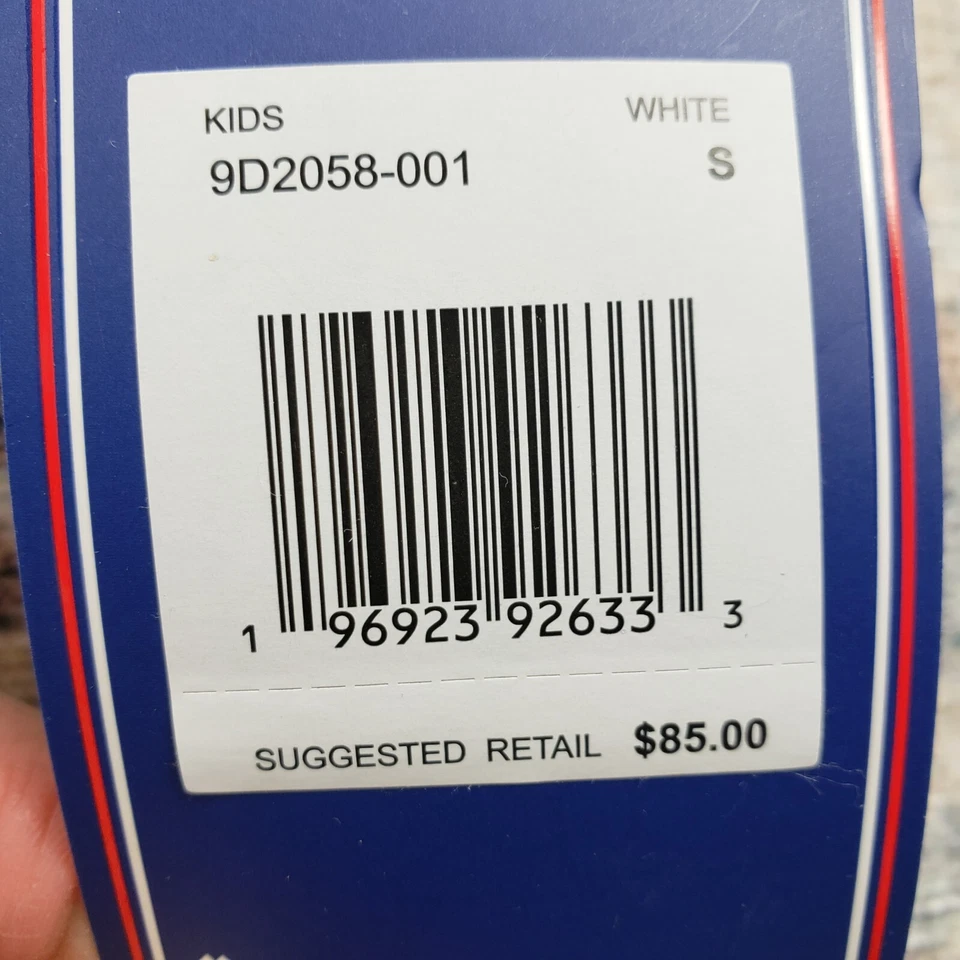 KIDS WHITE
9D2058-001 S
1 96923 92633 3
SUGGESTED RETAIL $85.00